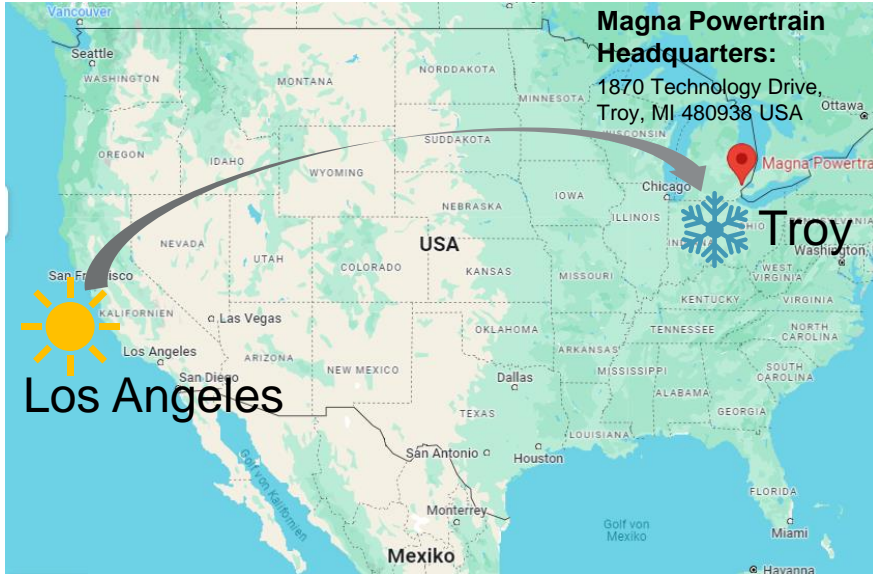 Magna Powertrain
Headquarters:
1870 Technology Drive,
Troy, MI 480938 USA
Vancouver
Seattle
WASHINGTON
MONTANA
NORDDAKOTA
MINNESOTA
Ottawa
OREGON
IDAHO
SUDDAKOTA
WISCONSIN
Magna Powertra
WYOMING
Chicago
IOWA
NEBRASKA
ILLINOIS
Troy
NEVADA
USA
Washington
UTAH
COLORADO
KANSAS
MISSOURI
WEST
VIRGINIA
San Francisco
KENTUCKY
VIRGINIA
KALIFORNIEN
Las Vegas
OKLAHOMA
TENNESSEE
NORTH
CAROLINA
Los Angeles
ARIZONA
NEW MEXICO
ARKANSAS
MISSISSIPPI
SOUTH
CAROLINA
San Diego
Dallas
ALABAMA
Los Angeles
TEXAS
GEORGIA
LOUISIANA
San Antonio
Houston
Golf von Kalifornien
FLORIDA
Monterrey
Golf von
Mexiko
Miami
Mexiko
Havanna